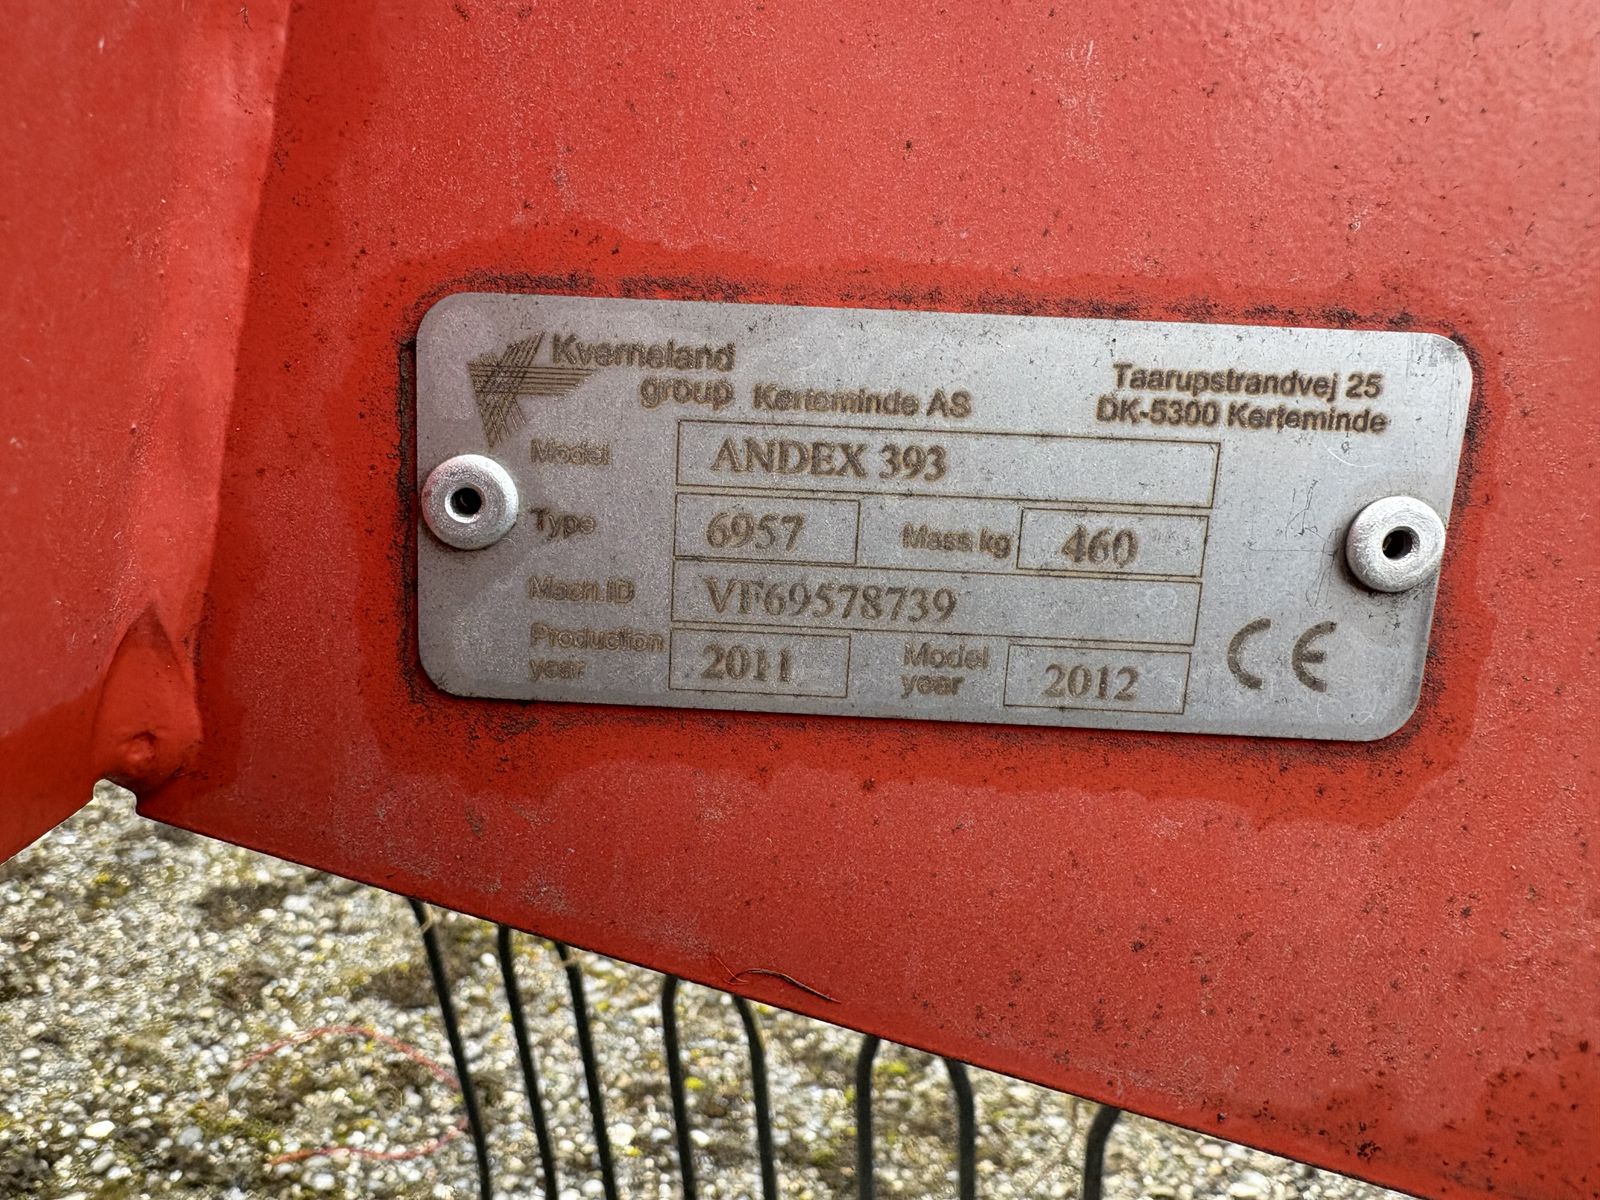 Kverneland
group Kerteminde AS
Taarupstrandvej 25
DK-5300 Kerteminde
Model ANDEX 393
Type 6957 Mass kg 460
Mach. ID VF69578739
Production year 2011 Model year 2012
CE